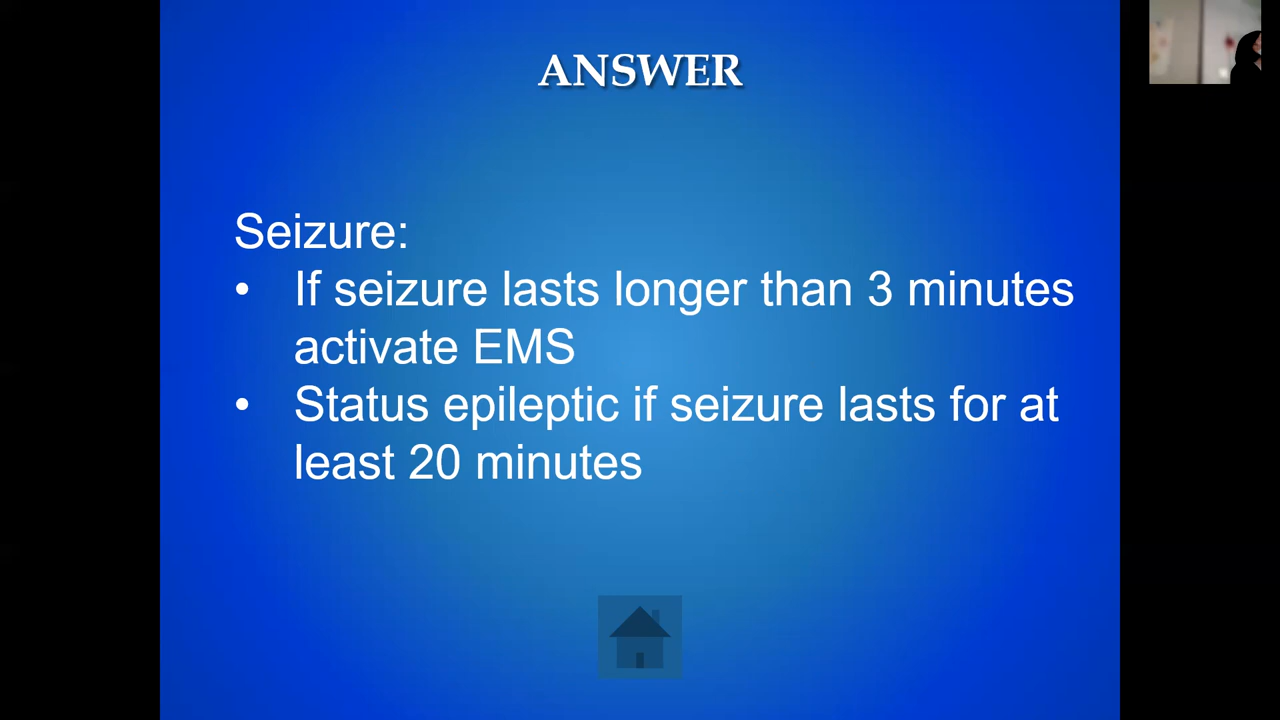 ANSWER
Seizure:
• If seizure lasts longer than 3 minutes
activate EMS
• Status epileptic if seizure lasts for at
least 20 minutes